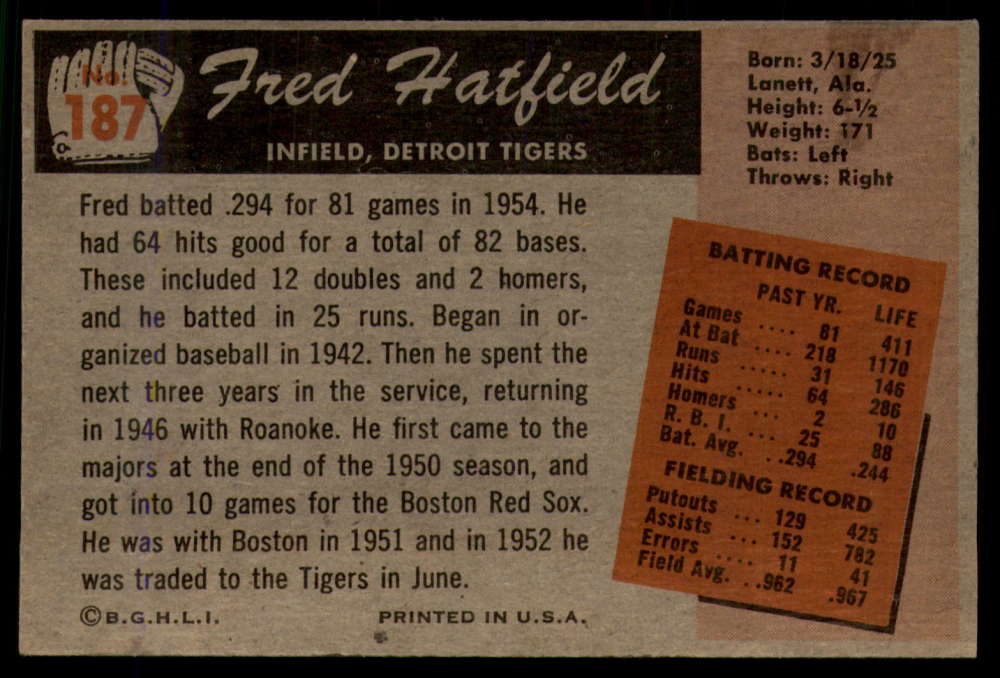 No.
187
Fred Hatfield
INFIELD, DETROIT TIGERS
Born: 3/18/25
Lanett, Ala.
Height: 6-½
Weight: 171
Bats: Left
Throws: Right
Fred batted .294 for 81 games in 1954. He
had 64 hits good for a total of 82 bases.
These included 12 doubles and 2 homers,
and he batted in 25 runs. Began in or-
ganized baseball in 1942. Then he spent the
next three years in the service, returning
in 1946 with Roanoke. He first came to the
majors at the end of the 1950 season, and
got into 10 games for the Boston Red Sox.
He was with Boston in 1951 and in 1952 he
was traded to the Tigers in June.
©B.G.H.L.I. PRINTED IN U.S.A.
BATTING RECORD
PAST YR. LIFE
Games .... 81 411
At Bat .... 218 1170
Runs ..... 31 146
Hits ..... 64 286
Homers ... 2 10
R. B. I. ... 25 88
Bat. Avg. ..294 .244
FIELDING RECORD
Putouts ... 129 425
Assists ... 152 782
Errors .... 11 41
Field Avg. ..962 .967